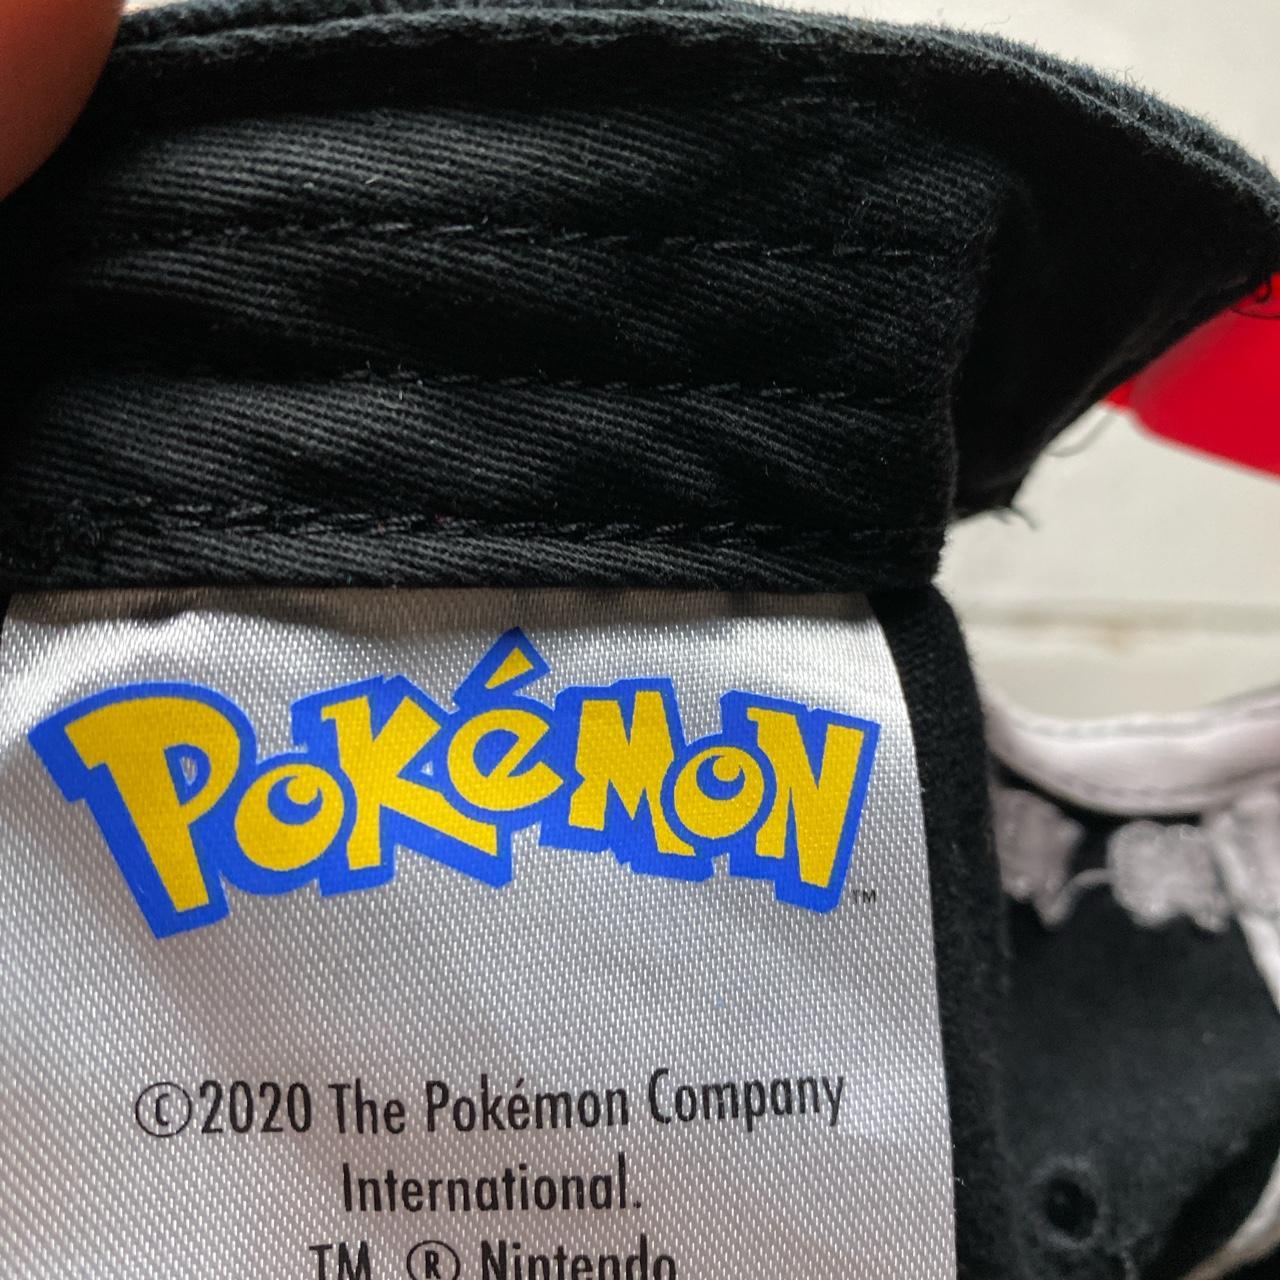 POKéMON
™
©2020 The Pokémon Company
International.
TM, ® Nintendo